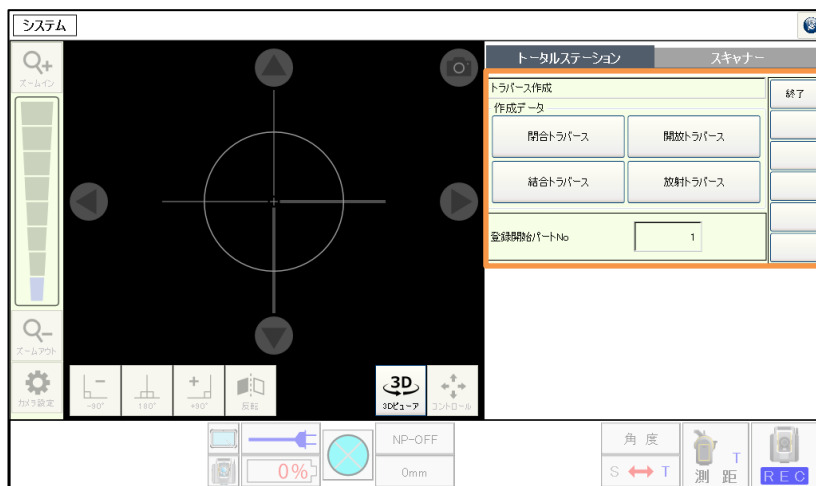 システム
ズームイン
ズームアウト
カメラ設定
-90°
180°
+90°
反転
3D
3Dビューア
コントロール
トータルステーション
スキャナー
トラバース作成
終了
作成データ
閉合トラバース
開放トラバース
結合トラバース
放射トラバース
登録開始パートNo
1
0%
NP-OFF
0mm
角度
S ↔ T
T
測 距
REC